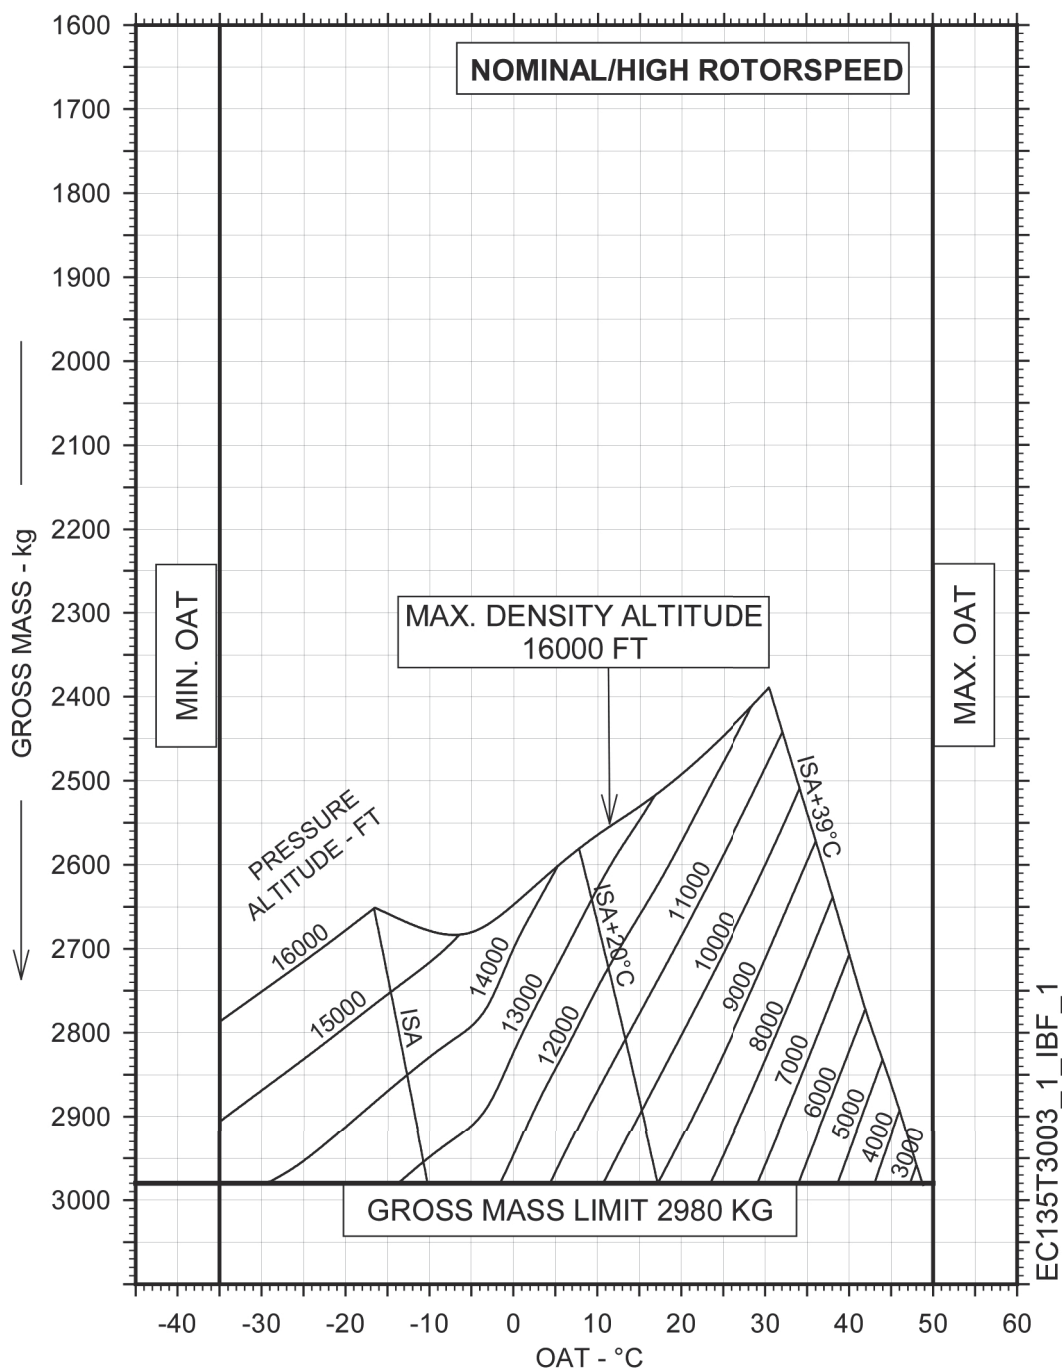 NOMINAL/HIGH ROTORSPEED
1600
1700
1800
1900
2000
2100
2200
2300
2400
2500
2600
2700
2800
2900
3000
GROSS MASS - kg
MIN. OAT
MAX. DENSITY ALTITUDE
16000 FT
MAX. OAT
PRESSURE
ALTITUDE - FT
ISA
ISA+20°C
ISA+39°C
16000
15000
14000
13000
12000
11000
10000
9000
8000
7000
6000
5000
4000
3000
GROSS MASS LIMIT 2980 KG
-40
-30
-20
-10
0
10
20
30
40
50
60
OAT - °C
EC135T3003_1_IBF_1